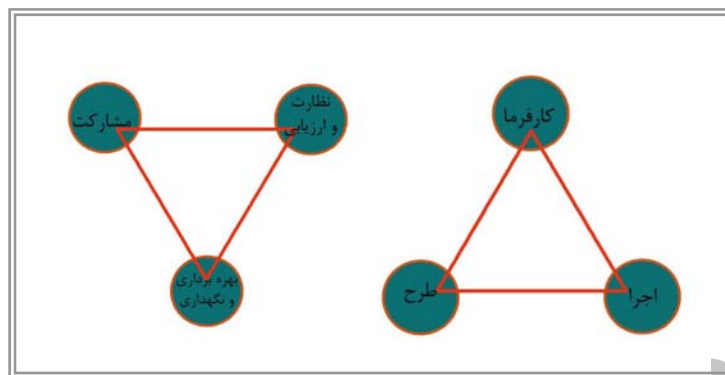 کارفرما
طرح
اجرا
نظارت
و ارزیابی
مشارکت
بهره برداری
و نگهداری